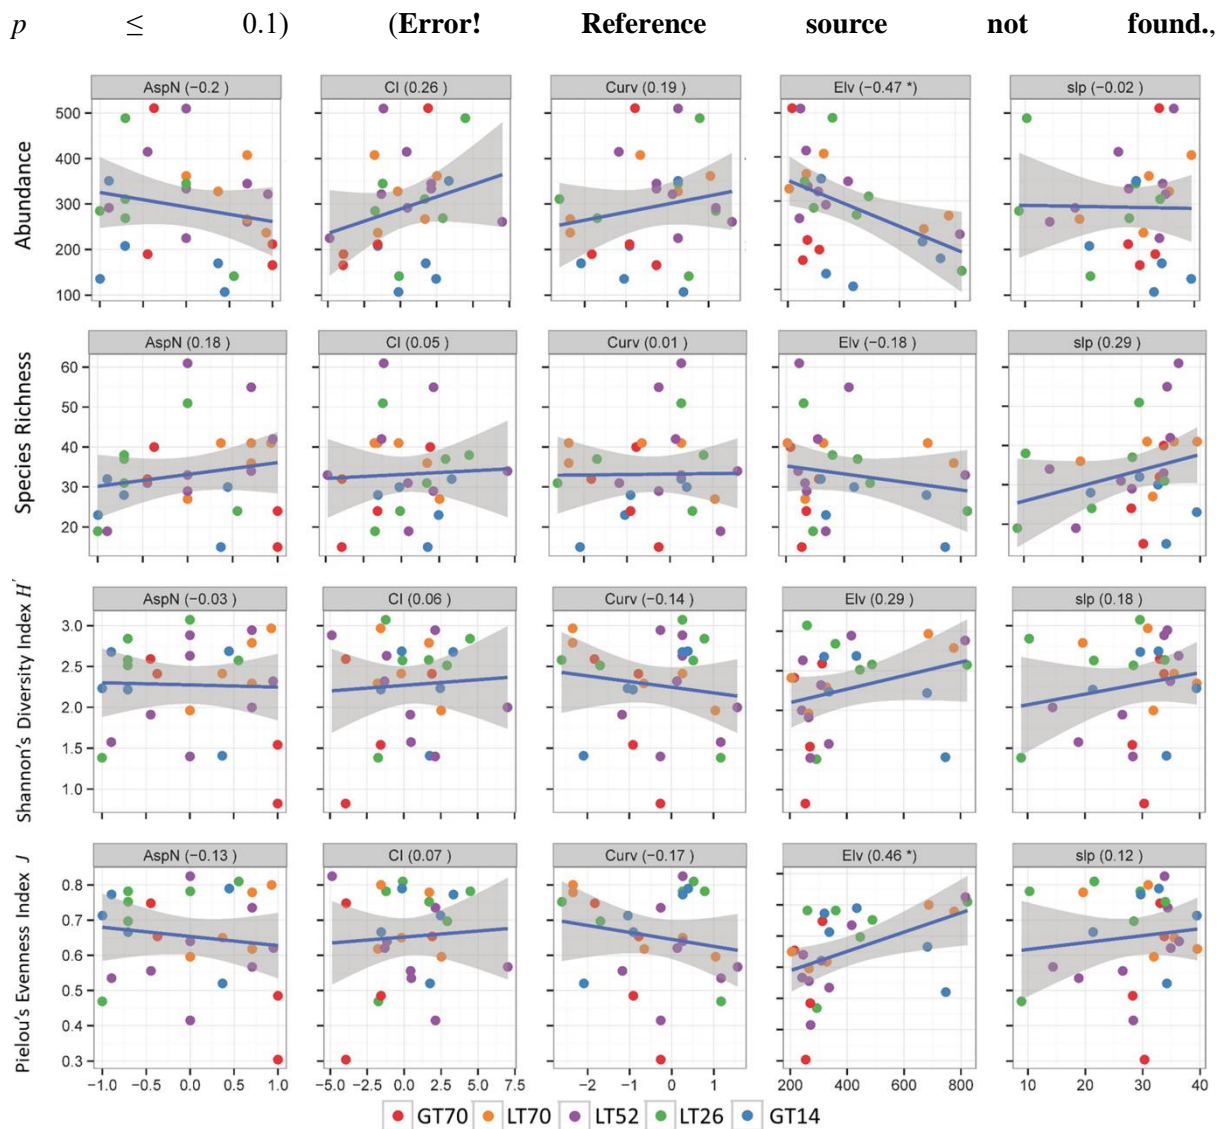 p ≤ 0.1) (Error! Reference source not found.,
AspN (−0.2 ) CI (0.26 ) Curv (0.19 ) Elv (−0.47 *) slp (−0.02 )
Abundance
500
400
300
200
100
AspN (0.18 ) CI (0.05 ) Curv (0.01 ) Elv (−0.18 ) slp (0.29 )
Species Richness
60
50
40
30
20
AspN (−0.03 ) CI (0.06 ) Curv (−0.14 ) Elv (0.29 ) slp (0.18 )
Shannon's Diversity Index H'
3.0
2.5
2.0
1.5
1.0
AspN (−0.13 ) CI (0.07 ) Curv (−0.17 ) Elv (0.46 *) slp (0.12 )
Pielou's Evenness Index J
0.8
0.7
0.6
0.5
0.4
0.3
−1.0 −0.5 0.0 0.5 1.0 −5.0 −2.5 0.0 2.5 5.0 7.5 −2 −1 0 1 200 400 600 800 10 20 30 40
GT70 LT70 LT52 LT26 GT14